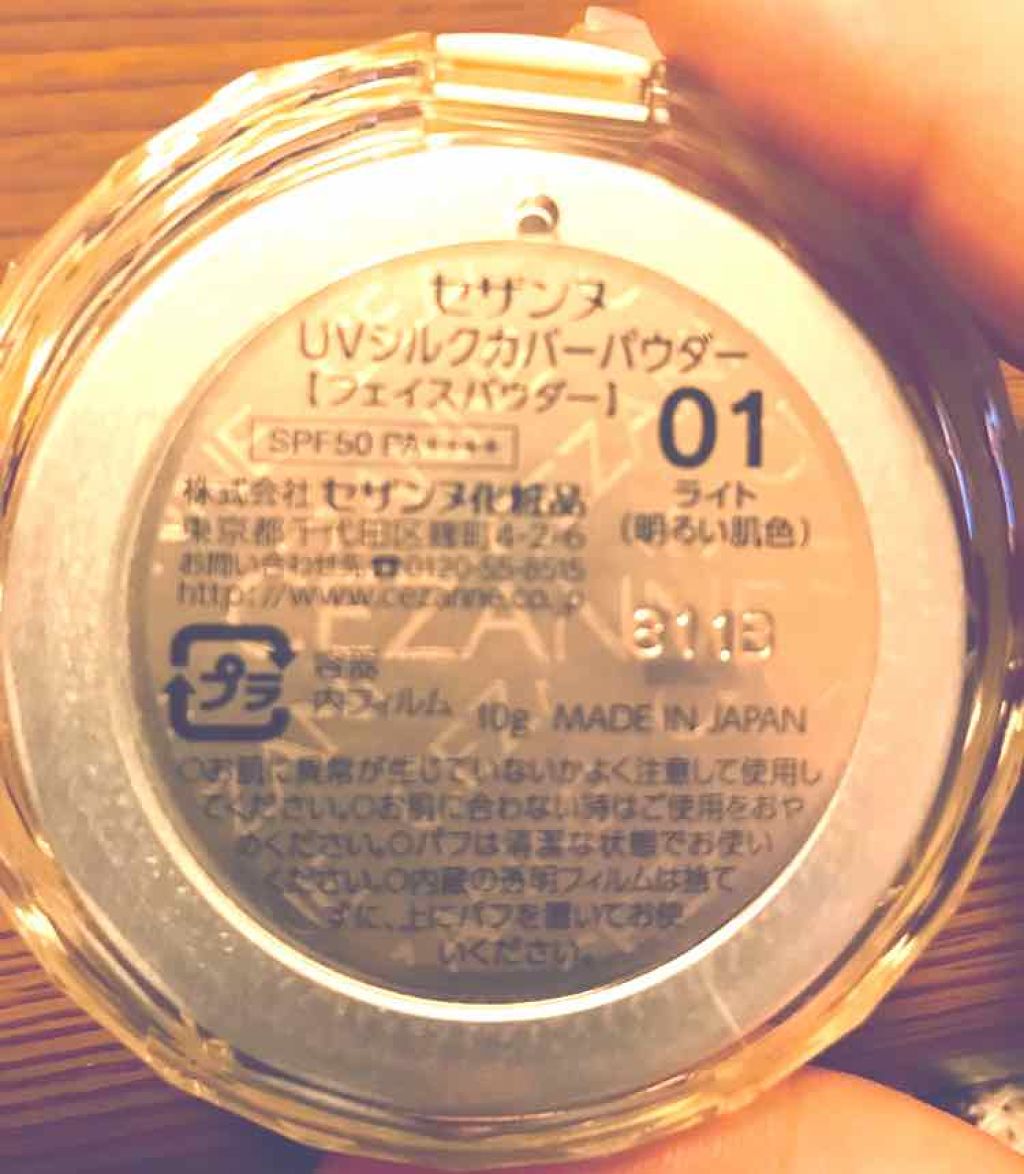 セザンヌ
UVシルクカバーパウダー
【フェイスパウダー】
01
SPF50 PA++++
ライト
(明るい肌色)
株式会社 セザンヌ化粧品
東京都千代田区麹町4-2-6
お問い合わせ先☎0120-55-8515
http://www.cezanne.co.jp
CEZANNE
811B
プラ
容器
内フィルム
10g MADE IN JAPAN
○お肌に異常が生じていないかよく注意して使用し
てください。○お肌に合わない時はご使用をおや
めください。○パフは清潔な状態でお使い
ください。○内蔵の透明フィルムは捨て
ずに、上にパフを置いてお使
いください。